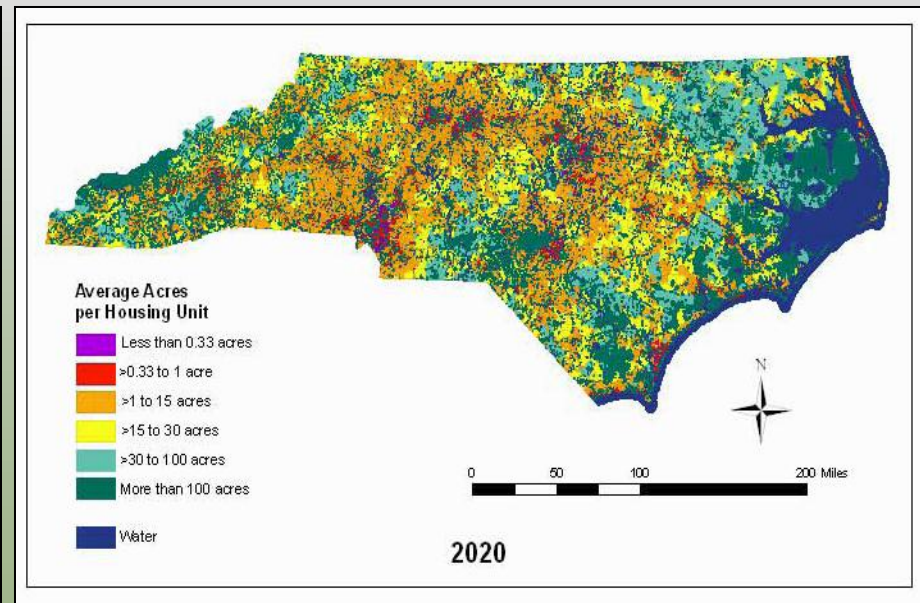 Average Acres
per Housing Unit
Less than 0.33 acres
>0.33 to 1 acre
>1 to 15 acres
>15 to 30 acres
>30 to 100 acres
More than 100 acres
Water
N
0 50 100 200 Miles
2020